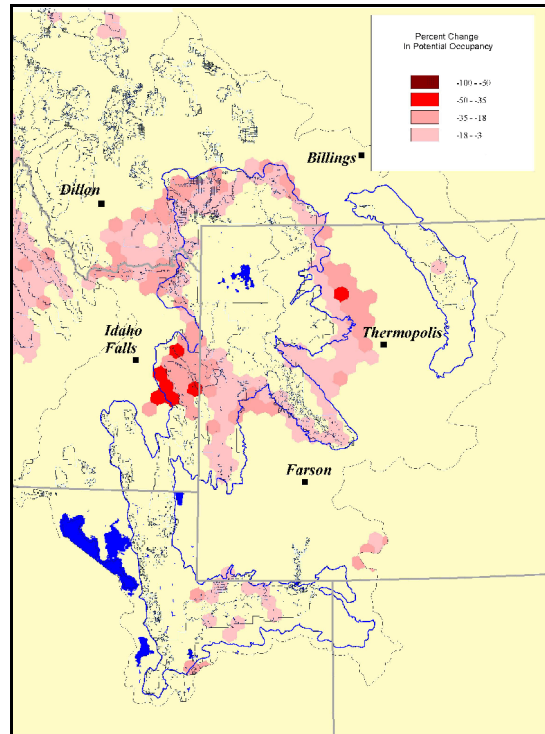 Percent Change
In Potential Occupancy
-100 - -50
-50 - -35
-35 - -18
-18 - -3
Billings
Dillon
Idaho
Falls
Thermopolis
Farson